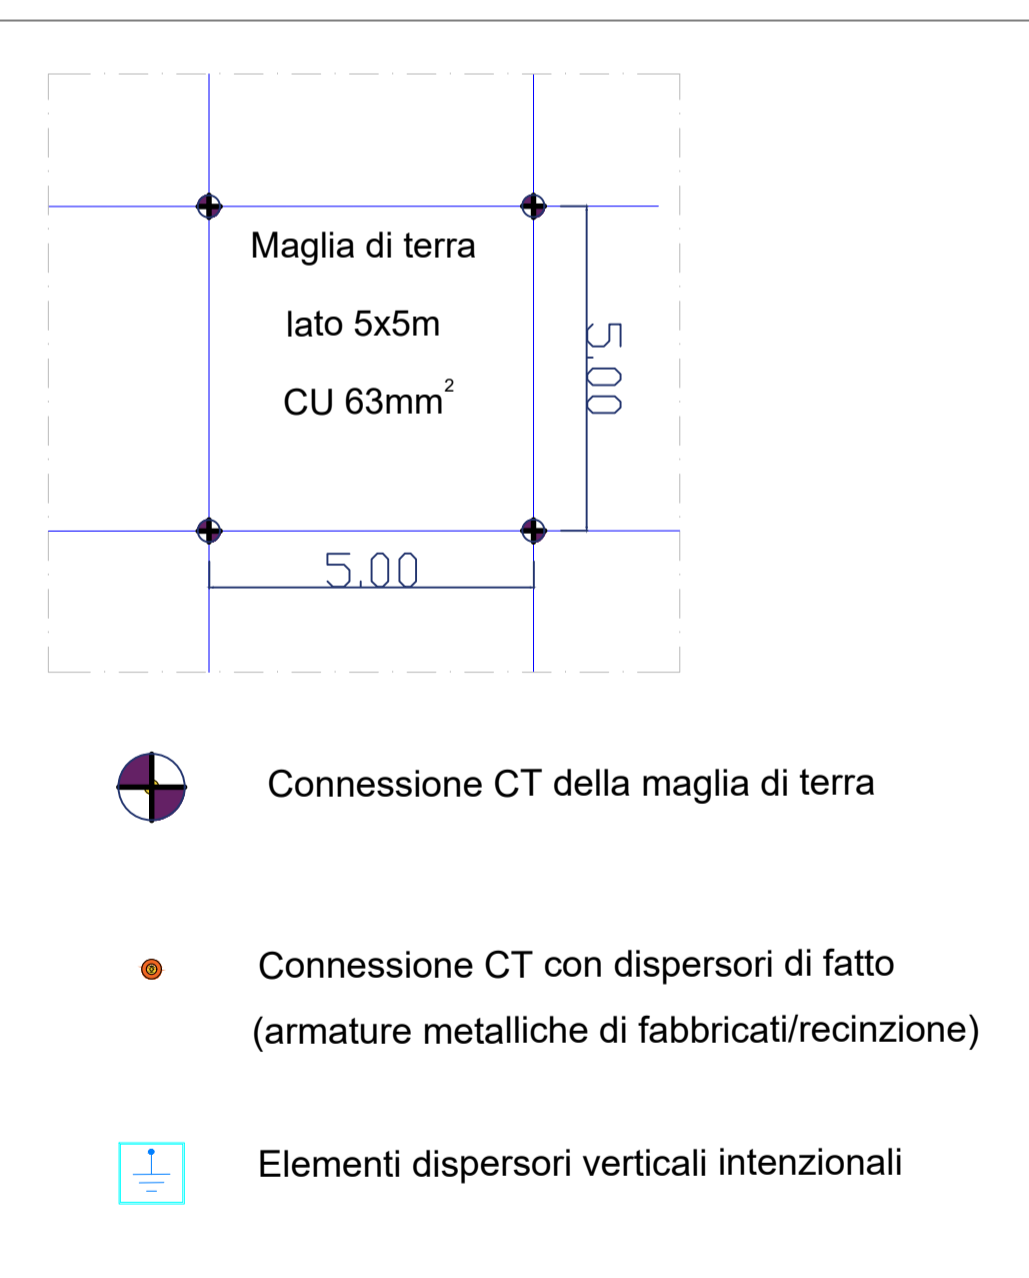 Maglia di terra
lato 5x5m
CU 63mm²
5.00
5.00
Connessione CT della maglia di terra
Connessione CT con dispersori di fatto
(armature metalliche di fabbricati/recinzione)
Elementi dispersori verticali intenzionali